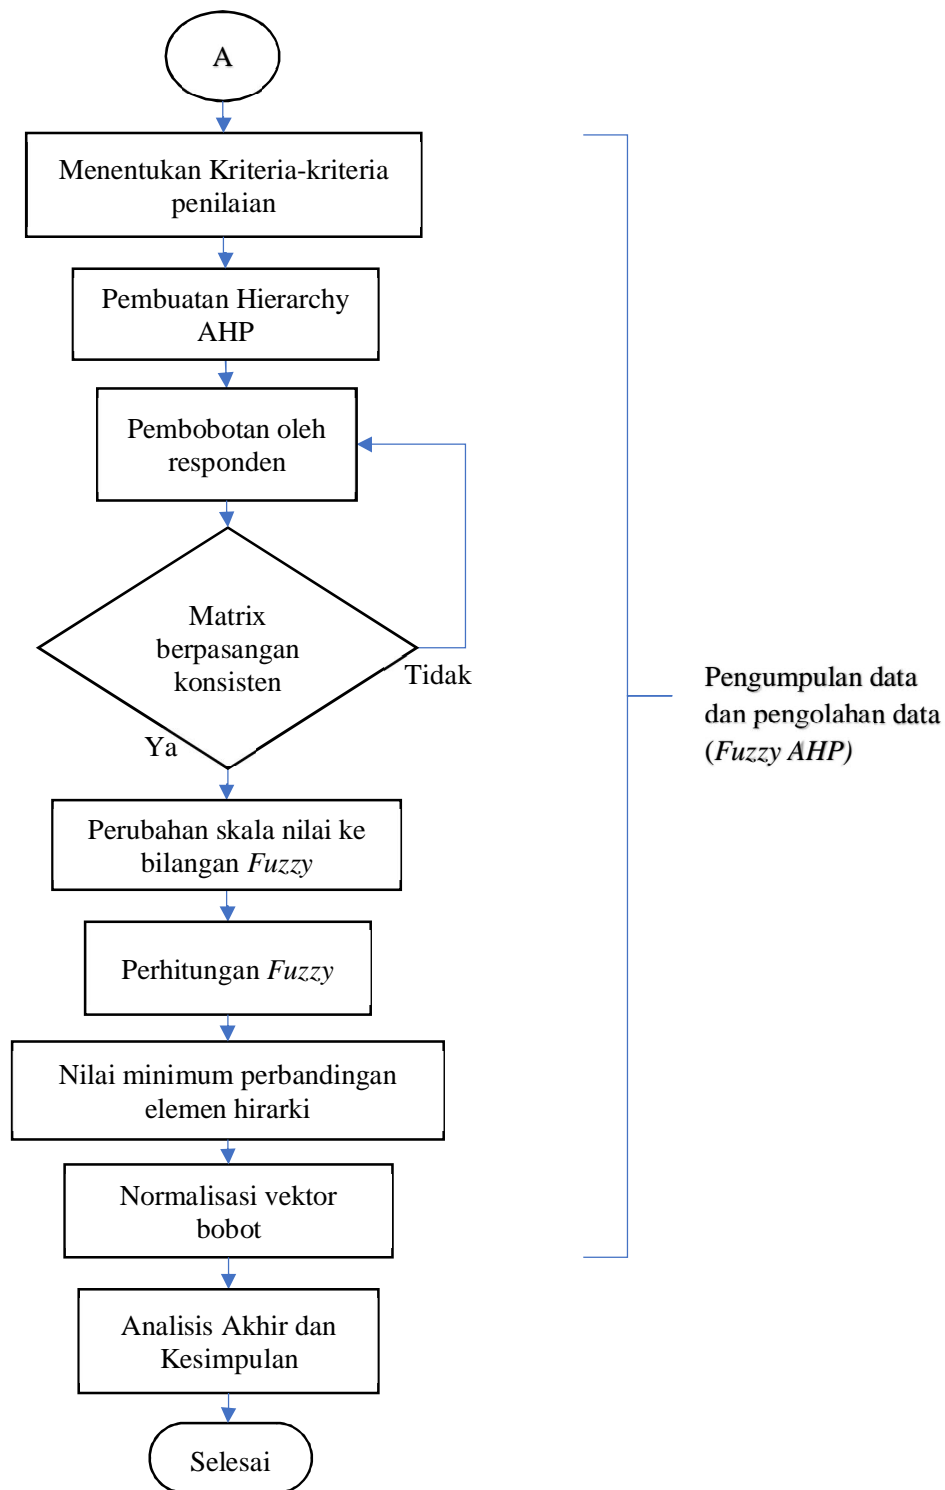 A
Menentukan Kriteria-kriteria
penilaian
Pembuatan Hierarchy
AHP
Pembobotan oleh
responden
Matrix
berpasangan
konsisten
Tidak
Ya
Perubahan skala nilai ke
bilangan Fuzzy
Perhitungan Fuzzy
Nilai minimum perbandingan
elemen hirarki
Normalisasi vektor
bobot
Analisis Akhir dan
Kesimpulan
Selesai
Pengumpulan data
dan pengolahan data
(Fuzzy AHP)